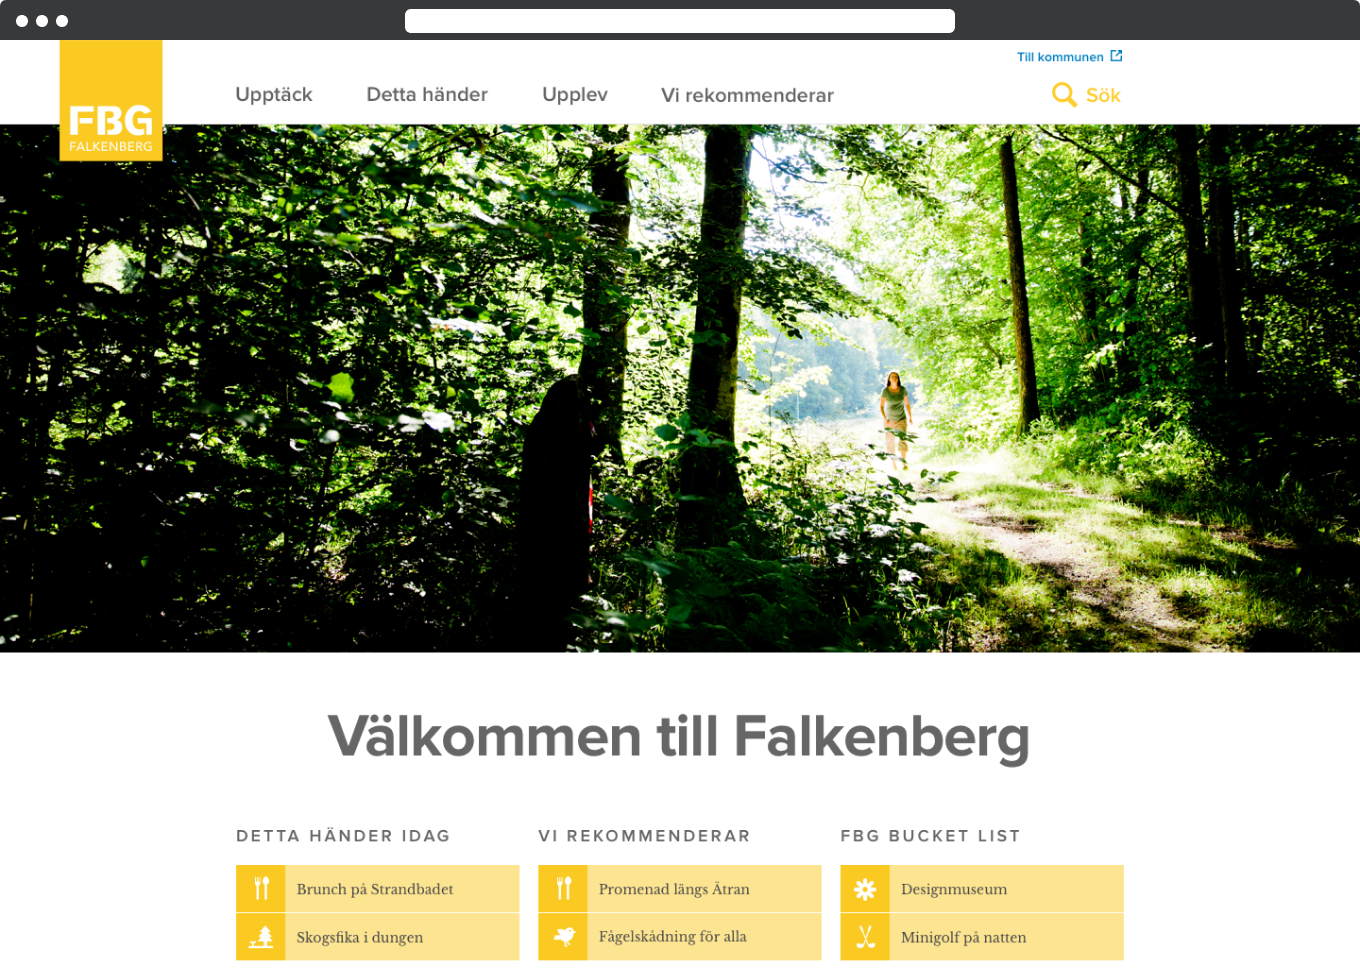 Till kommunen
Upptäck
Detta händer
Upplev
Vi rekommenderar
Sök
FBG
FALKENBERG
Välkommen till Falkenberg
DETTA HÄNDER IDAG
Brunch på Strandbadet
Skogsfika i dungen
VI REKOMMENDERAR
Promenad längs Ätran
Fågelskådning för alla
FBG BUCKET LIST
Designmuseum
Minigolf på natten